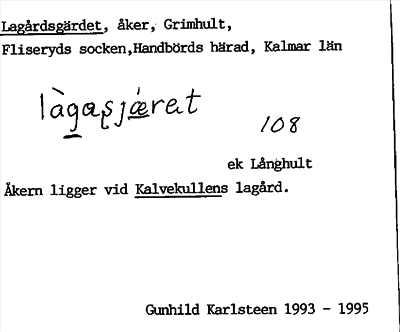 Lagårdsgärdet, åker, Grimhult,
Fliseryds socken,Handbörds härad, Kalmar län
làgaʂjǽrat
108
ek Långhult
Åkern ligger vid Kalvekullens lagård.
Gunhild Karlsteen 1993 - 1995